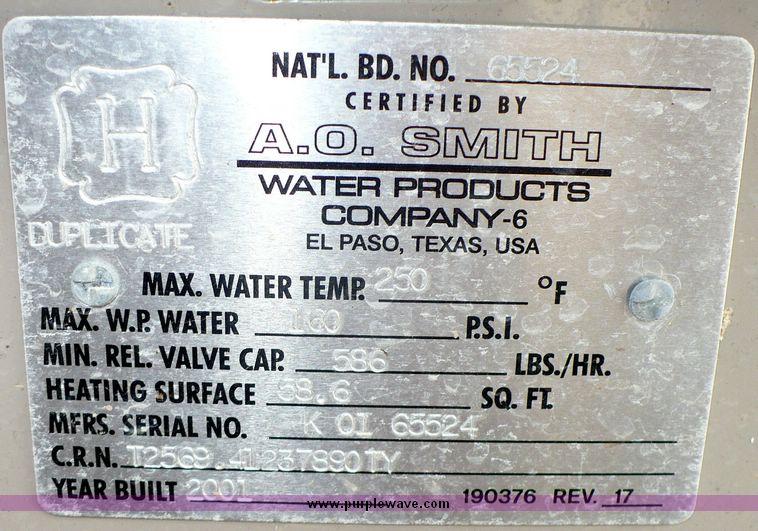 NAT'L. BD. NO. 65524
CERTIFIED BY
H
A.O. SMITH
WATER PRODUCTS
COMPANY-6
DUPLICATE
EL PASO, TEXAS, USA
MAX. WATER TEMP. 250 °F
MAX. W.P. WATER 160 P.S.I.
MIN. REL. VALVE CAP. 586 LBS./HR.
HEATING SURFACE 38.6 SQ. FT.
MFRS. SERIAL NO. K 01 65524
C.R.N. T2569.41237890TY
YEAR BUILT 2001 190376 REV. 17
www.purplewave.com